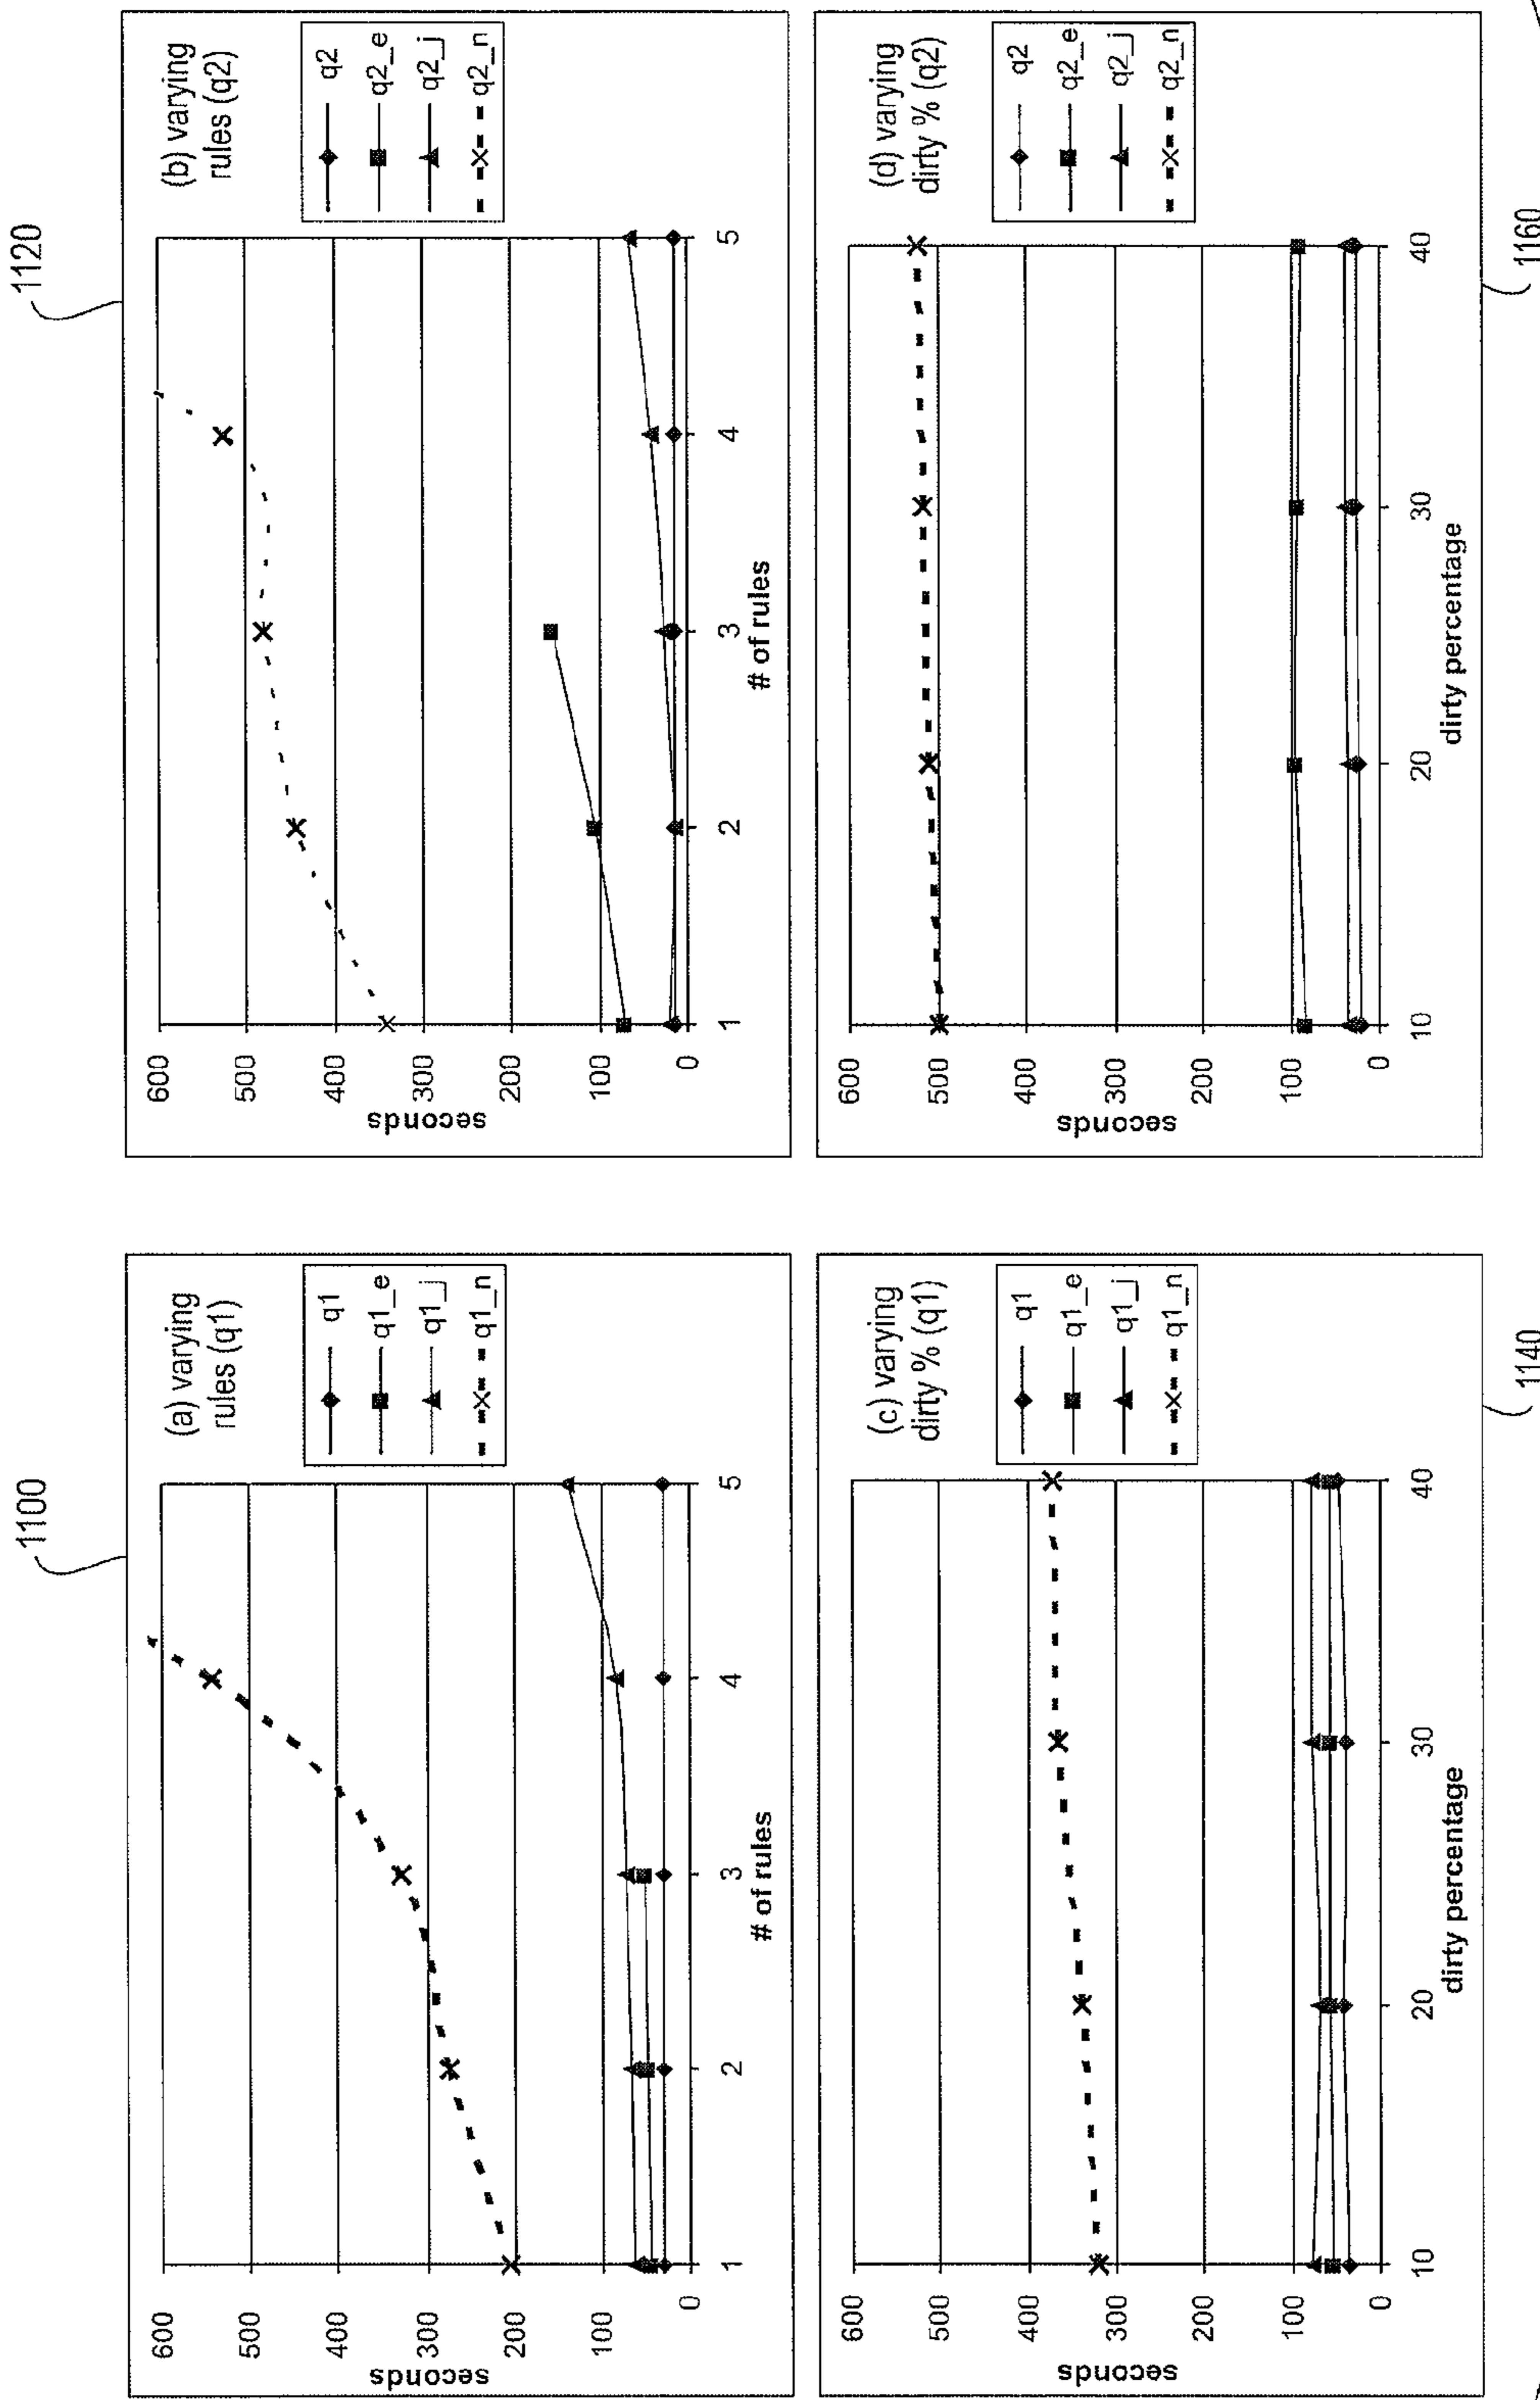 1100
(a) varying
rules (q1)
q1
q1_e
q1_j
q1_n
600
500
400
300
200
100
0
seconds
1
2
3
4
5
# of rules
1120
(b) varying
rules (q2)
q2
q2_e
q2_j
q2_n
600
500
400
300
200
100
0
seconds
1
2
3
4
5
# of rules
(c) varying
dirty % (q1)
q1
q1_e
q1_j
q1_n
600
500
400
300
200
100
0
seconds
10
20
30
40
dirty percentage
1140
(d) varying
dirty % (q2)
q2
q2_e
q2_j
q2_n
600
500
400
300
200
100
0
seconds
10
20
30
40
dirty percentage
1160